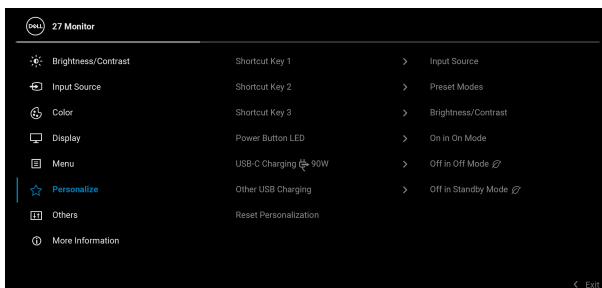 DELL 27 Monitor
Brightness/Contrast Shortcut Key 1 > Input Source
Input Source Shortcut Key 2 > Preset Modes
Color Shortcut Key 3 > Brightness/Contrast
Display Power Button LED > On in On Mode
Menu USB-C Charging 90W > Off in Off Mode
Personalize Other USB Charging > Off in Standby Mode
Others Reset Personalization
More Information
< Exit